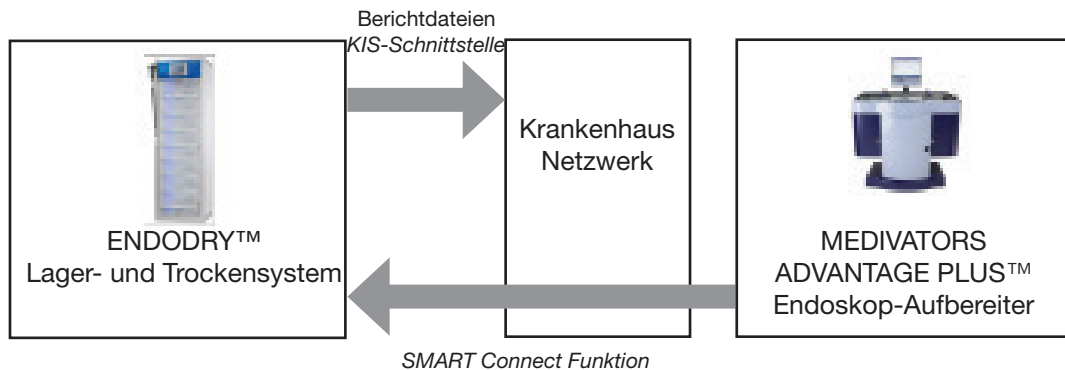 Berichtdateien
KIS-Schnittstelle
ENDODRY™
Lager- und Trockensystem
Krankenhaus
Netzwerk
MEDIVATORS
ADVANTAGE PLUS™
Endoskop-Aufbereiter
SMART Connect Funktion